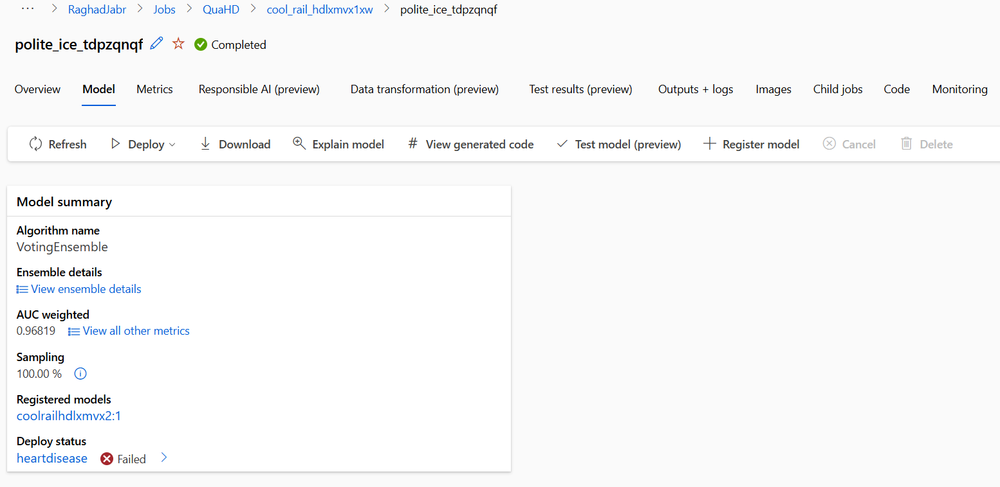 ··· > RaghadJabr > Jobs > QuaHD > cool_rail_hdlxmvx1xw > polite_ice_tdpzqnqf
polite_ice_tdpzqnqf Completed
Overview Model Metrics Responsible AI (preview) Data transformation (preview) Test results (preview) Outputs + logs Images Child jobs Code Monitoring
Refresh Deploy Download Explain model # View generated code Test model (preview) Register model Cancel Delete
Model summary
Algorithm name
VotingEnsemble
Ensemble details
View ensemble details
AUC weighted
0.96819 View all other metrics
Sampling
100.00 %
Registered models
coolrailhdlxmvx2:1
Deploy status
heartdisease Failed >